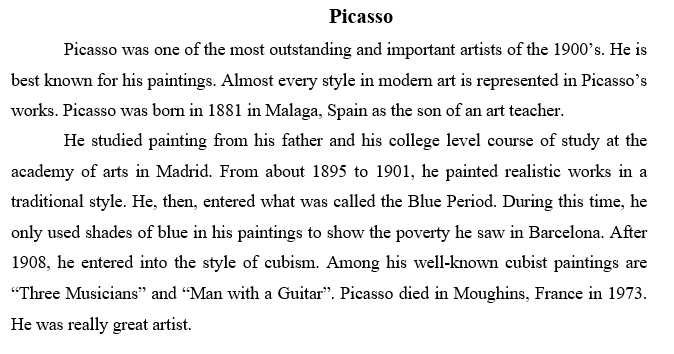 Picasso
Picasso was one of the most outstanding and important artists of the 1900’s. He is
best known for his paintings. Almost every style in modern art is represented in Picasso’s
works. Picasso was born in 1881 in Malaga, Spain as the son of an art teacher.
He studied painting from his father and his college level course of study at the
academy of arts in Madrid. From about 1895 to 1901, he painted realistic works in a
traditional style. He, then, entered what was called the Blue Period. During this time, he
only used shades of blue in his paintings to show the poverty he saw in Barcelona. After
1908, he entered into the style of cubism. Among his well-known cubist paintings are
“Three Musicians” and “Man with a Guitar”. Picasso died in Moughins, France in 1973.
He was really great artist.